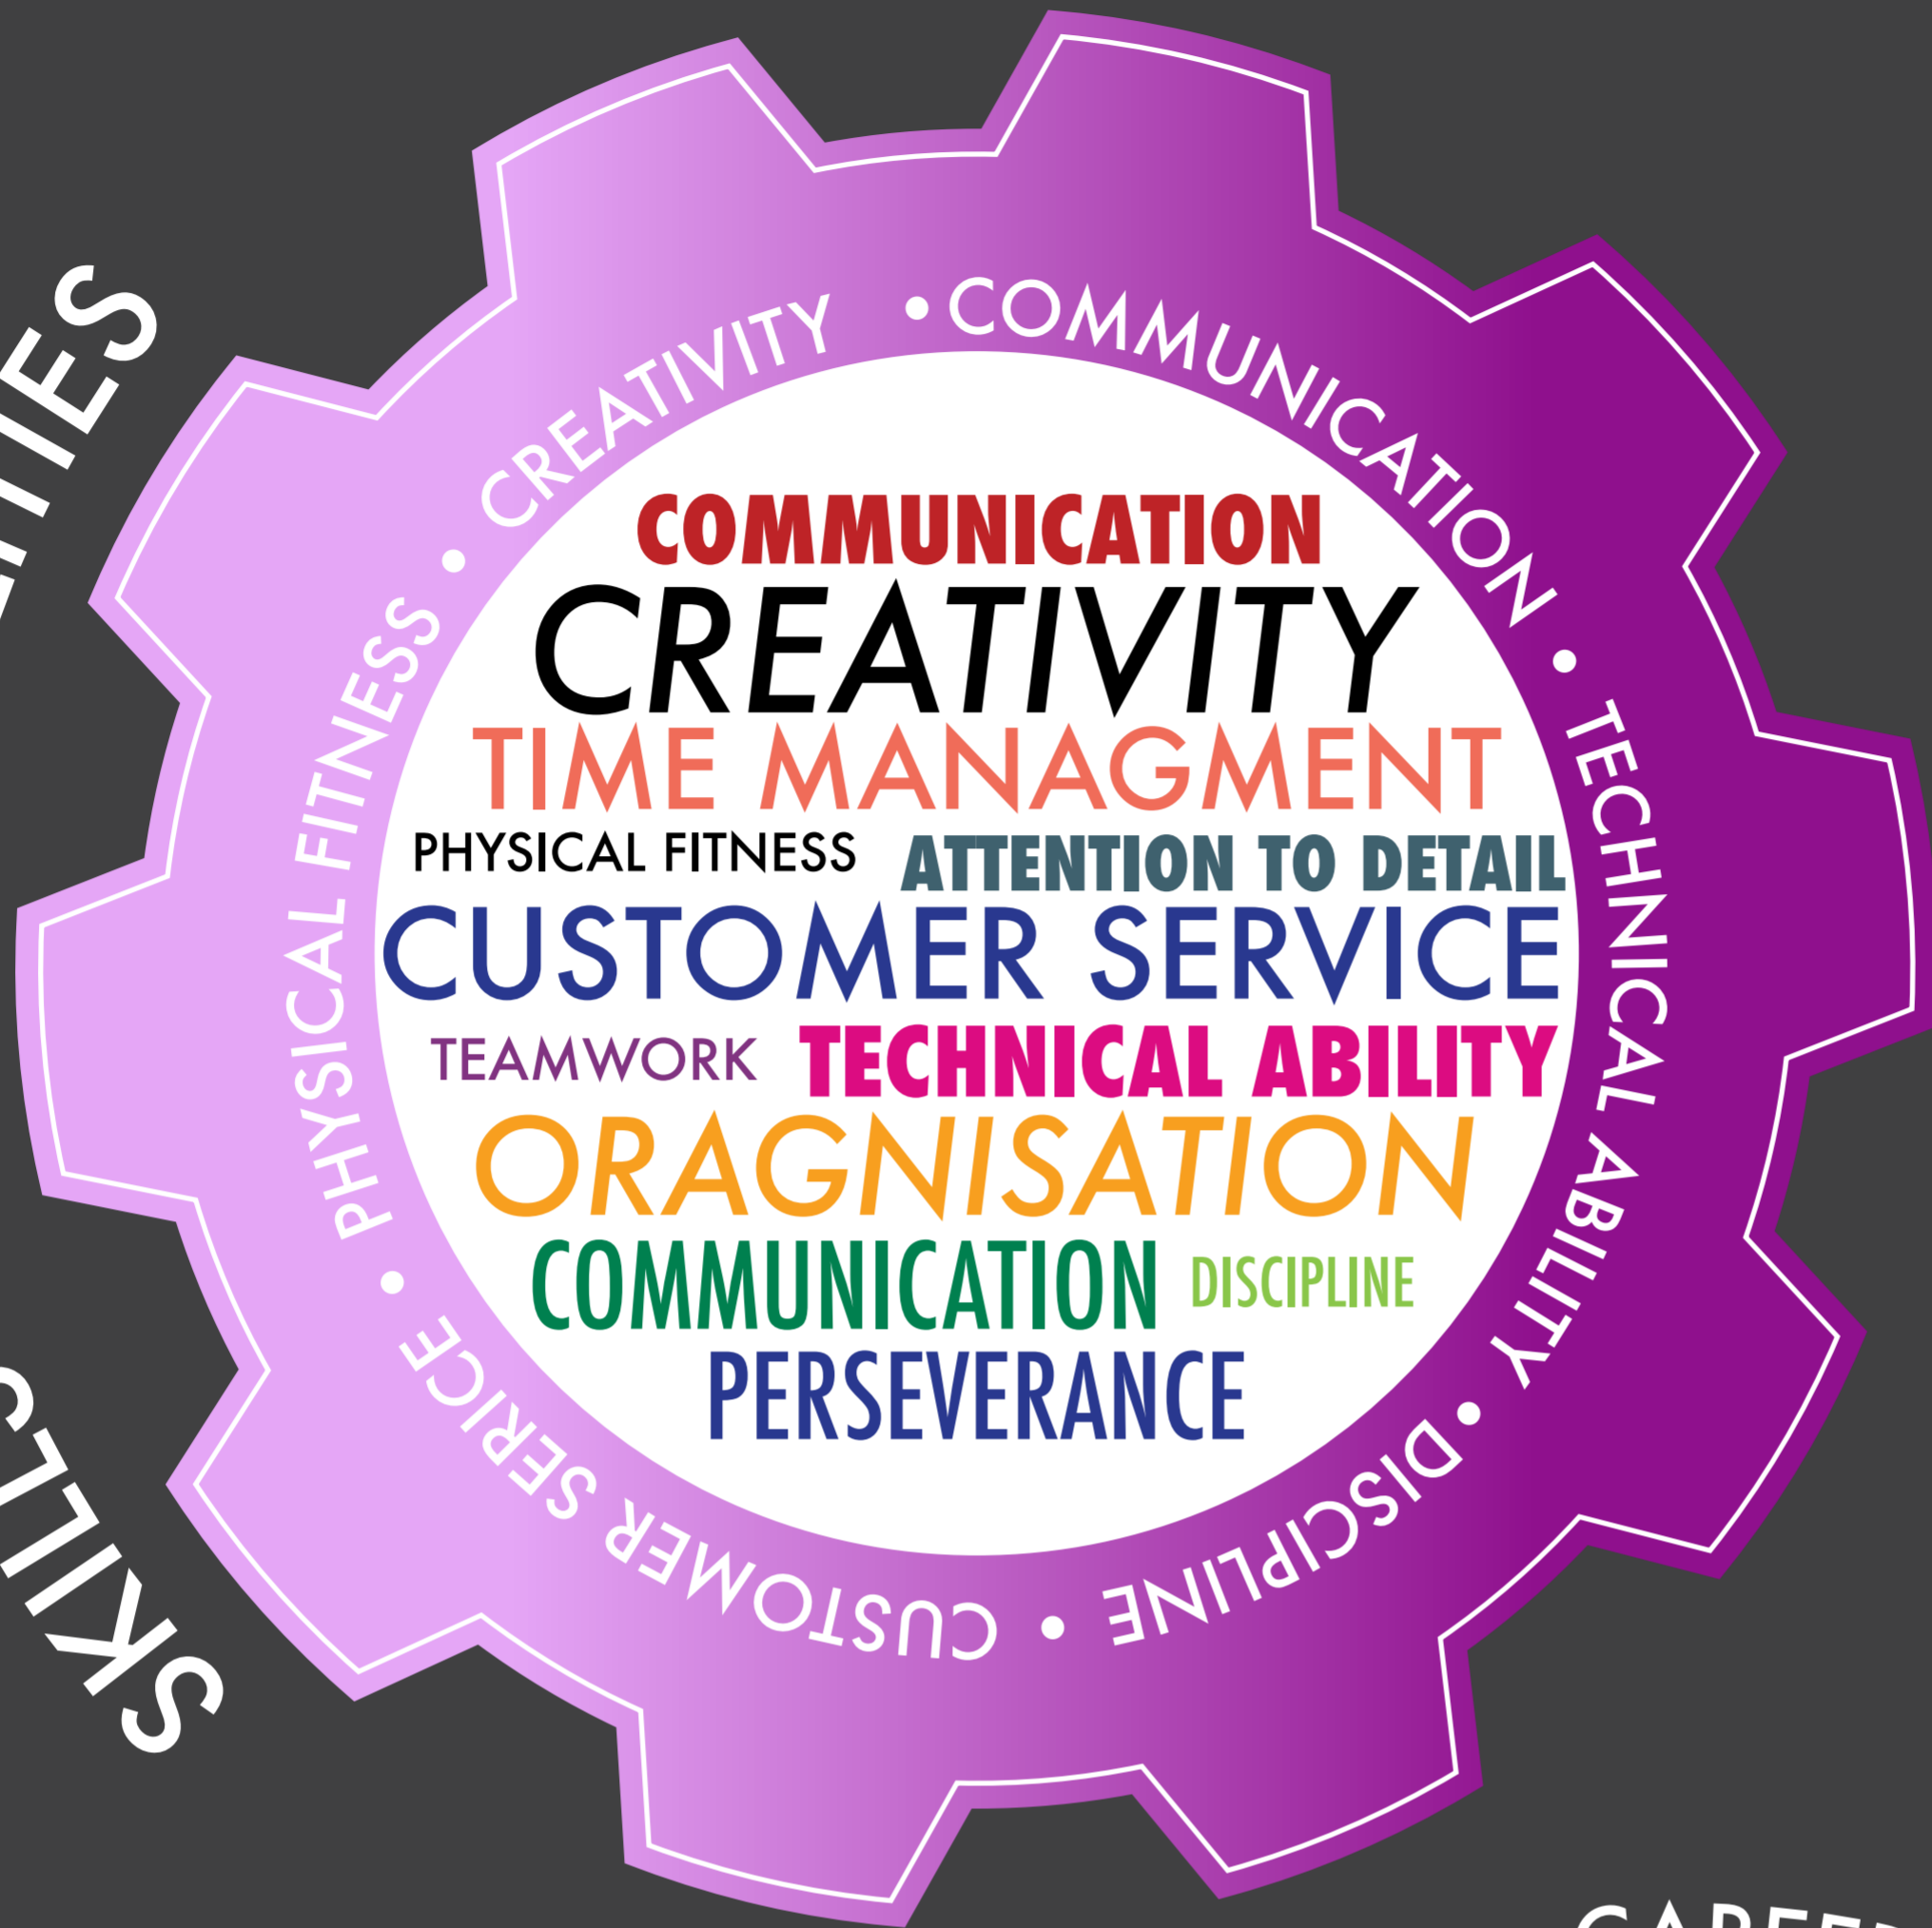 COMMUNICATION
CREATIVITY
TIME MANAGMENT
PHYSICAL FITNESS ATTENTION TO DETAIL
CUSTOMER SERVICE
TEAMWORK TECHNICAL ABILITY
ORAGNISATION
COMMUNICATION DISCIPLINE
PERSEVERANCE
• COMMUNICATION • TECHNICAL ABILITY • DISCIPLINE • CUSTOMER SERVICE • PHYSICAL FITNESS • CREATIVITY
SKILLS